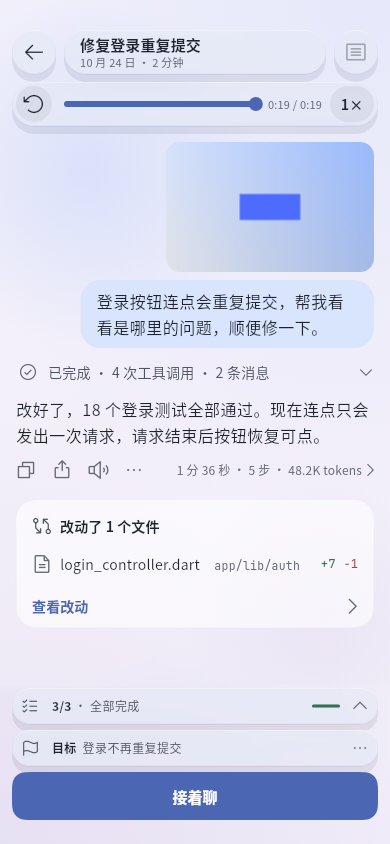 修复登录重复提交
10 月 24 日 · 2 分钟
0:19 / 0:19
1×
登录按钮连点会重复提交，帮我看
看是哪里的问题，顺便修一下。
已完成 · 4 次工具调用 · 2 条消息
改好了，18 个登录测试全部通过。现在连点只会
发出一次请求，请求结束后按钮恢复可点。
1 分 36 秒 · 5 步 · 48.2K tokens
改动了 1 个文件
login_controller.dart app/lib/auth +7 -1
查看改动
3/3 · 全部完成
目标 登录不再重复提交
接着聊